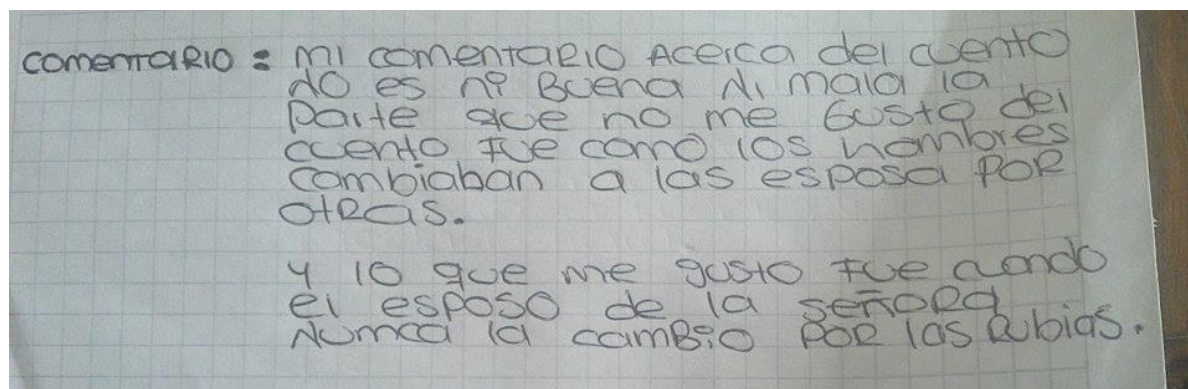 comentario: mi comentario Acerca del cuento
no es ni Buena Ni mala la
Parte que no me Gusto del
cuento fue como los hombres
cambiaban a las esposa POR
otras.
Y lo que me gusto fue cuando
el esposo de la señora
Numca la camBio POR las Rubias.